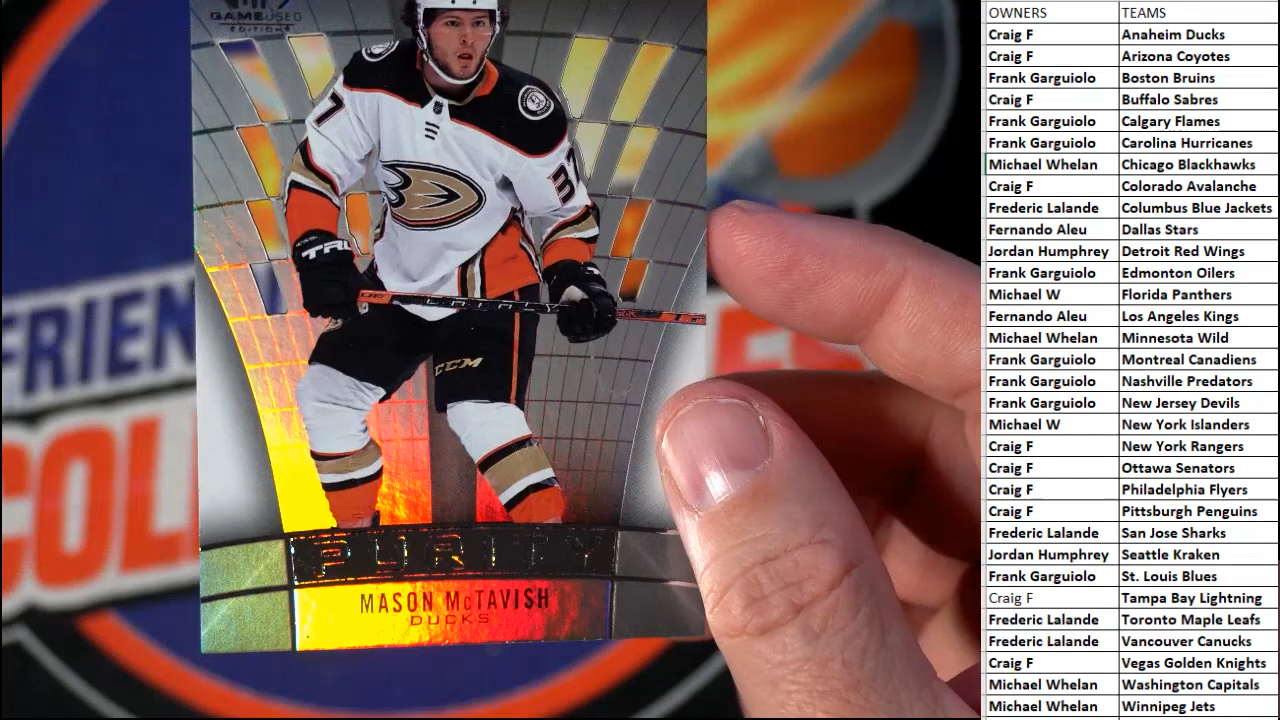 GAMEUSED
EDITION
37
37
TRU
CCM
PURITY
MASON McTAVISH
DUCKS
FRIEN
COLL
OWNERS TEAMS
Craig F Anaheim Ducks
Craig F Arizona Coyotes
Frank Garguiolo Boston Bruins
Craig F Buffalo Sabres
Frank Garguiolo Calgary Flames
Frank Garguiolo Carolina Hurricanes
Michael Whelan Chicago Blackhawks
Craig F Colorado Avalanche
Frederic Lalande Columbus Blue Jackets
Fernando Aleu Dallas Stars
Jordan Humphrey Detroit Red Wings
Frank Garguiolo Edmonton Oilers
Michael W Florida Panthers
Fernando Aleu Los Angeles Kings
Michael Whelan Minnesota Wild
Frank Garguiolo Montreal Canadiens
Frank Garguiolo Nashville Predators
Frank Garguiolo New Jersey Devils
Michael W New York Islanders
Craig F New York Rangers
Craig F Ottawa Senators
Craig F Philadelphia Flyers
Craig F Pittsburgh Penguins
Frederic Lalande San Jose Sharks
Jordan Humphrey Seattle Kraken
Frank Garguiolo St. Louis Blues
Craig F Tampa Bay Lightning
Frederic Lalande Toronto Maple Leafs
Frederic Lalande Vancouver Canucks
Craig F Vegas Golden Knights
Michael Whelan Washington Capitals
Michael Whelan Winnipeg Jets